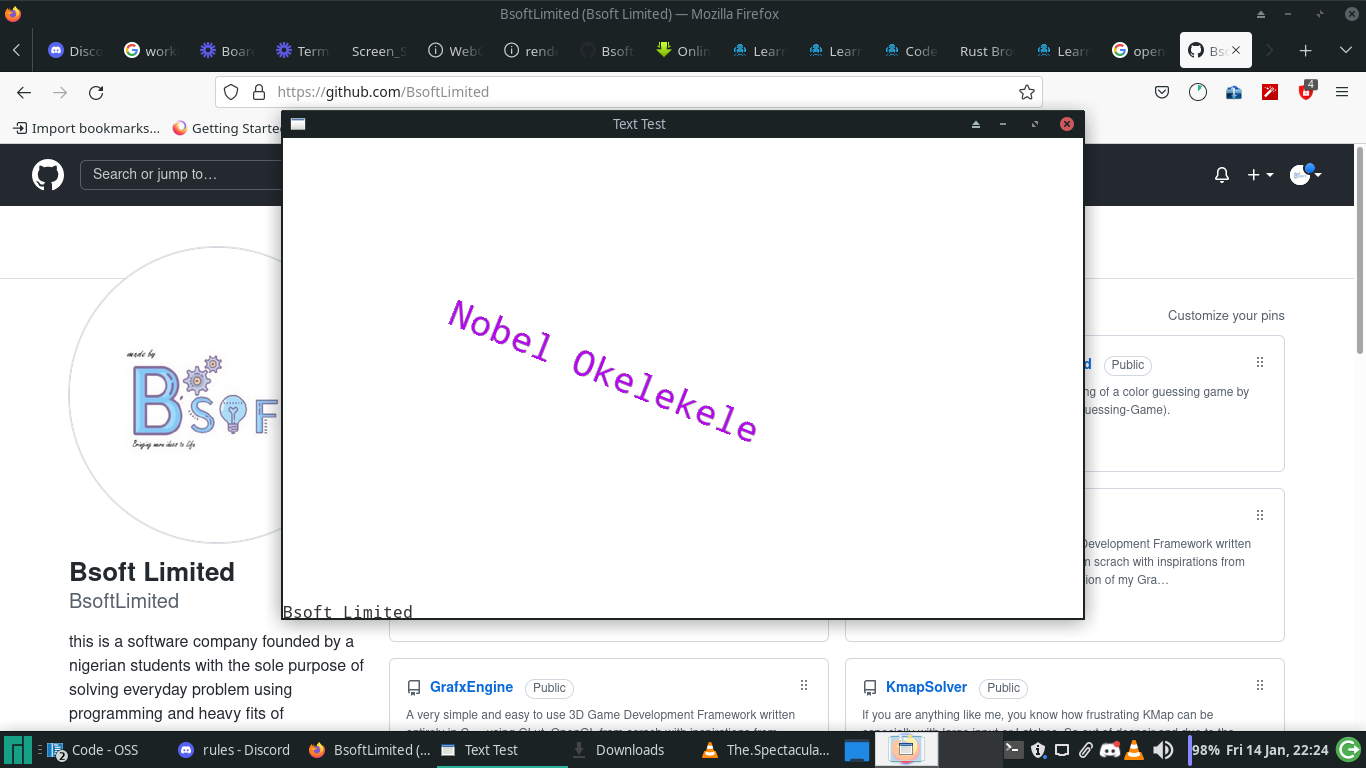 BsoftLimited (Bsoft Limited) — Mozilla Firefox
Disco work Boar Term Screen_S WebG rende Bsoft Onlin Learn Learn Code Rust Bro Learn open Bso
https://github.com/BsoftLimited
4
Import bookmarks... Getting Starte
Text Test
Search or jump to...
Nobel Okelekele
Bsoft Limited
made by
B'soF
Bringing more ideas to life
Customize your pins
d Public
ng of a color guessing game by
uessing-Game).
Development Framework written
n scrach with inspirations from
ion of my Gra…
Bsoft Limited
BsoftLimited
this is a software company founded by a
nigerian students with the sole purpose of
solving everyday problem using
programming and heavy fits of
GrafxEngine Public
A very simple and easy to use 3D Game Development Framework written
KmapSolver Public
If you are anything like me, you know how frustrating KMap can be
2 Code - OSS rules - Discord BsoftLimited (... Text Test Downloads The.Spectacula... 98% Fri 14 Jan, 22:24